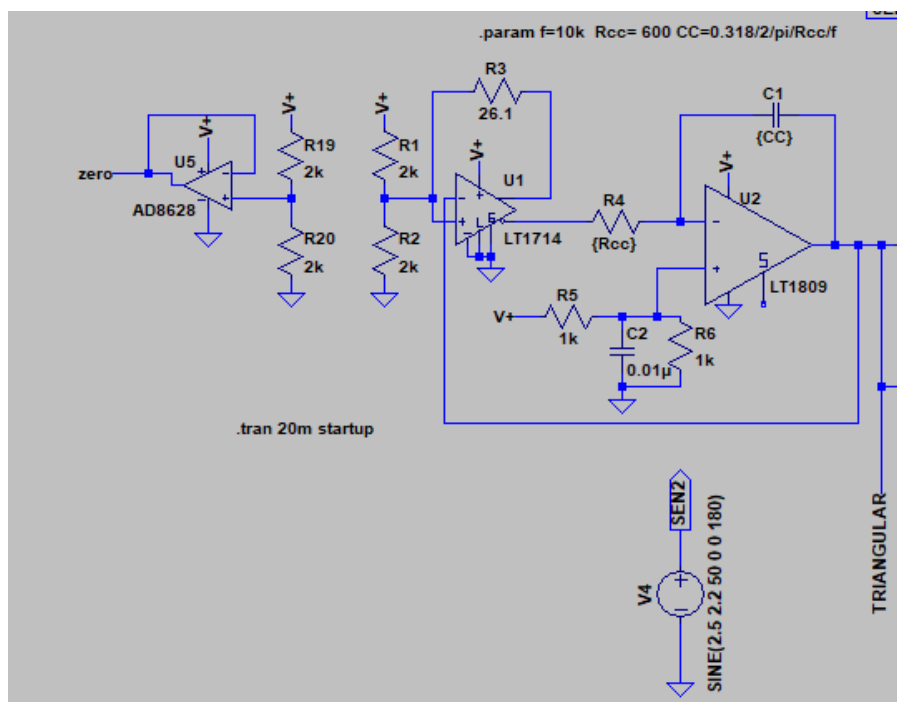 .param f=10k Rcc= 600 CC=0.318/2/pi/Rcc/f
R3
26.1
C1
{CC}
V+
V+
V+
V+
V+
zero
U5
R19
2k
R1
2k
U1
U2
AD8628
R4
{Rcc}
LT1714
R20
2k
R2
2k
LT1809
V+
R5
1k
C2
0.01µ
R6
1k
.tran 20m startup
SEN2
V4
SINE(2.5 2.2 50 0 0 180)
TRIANGULAR